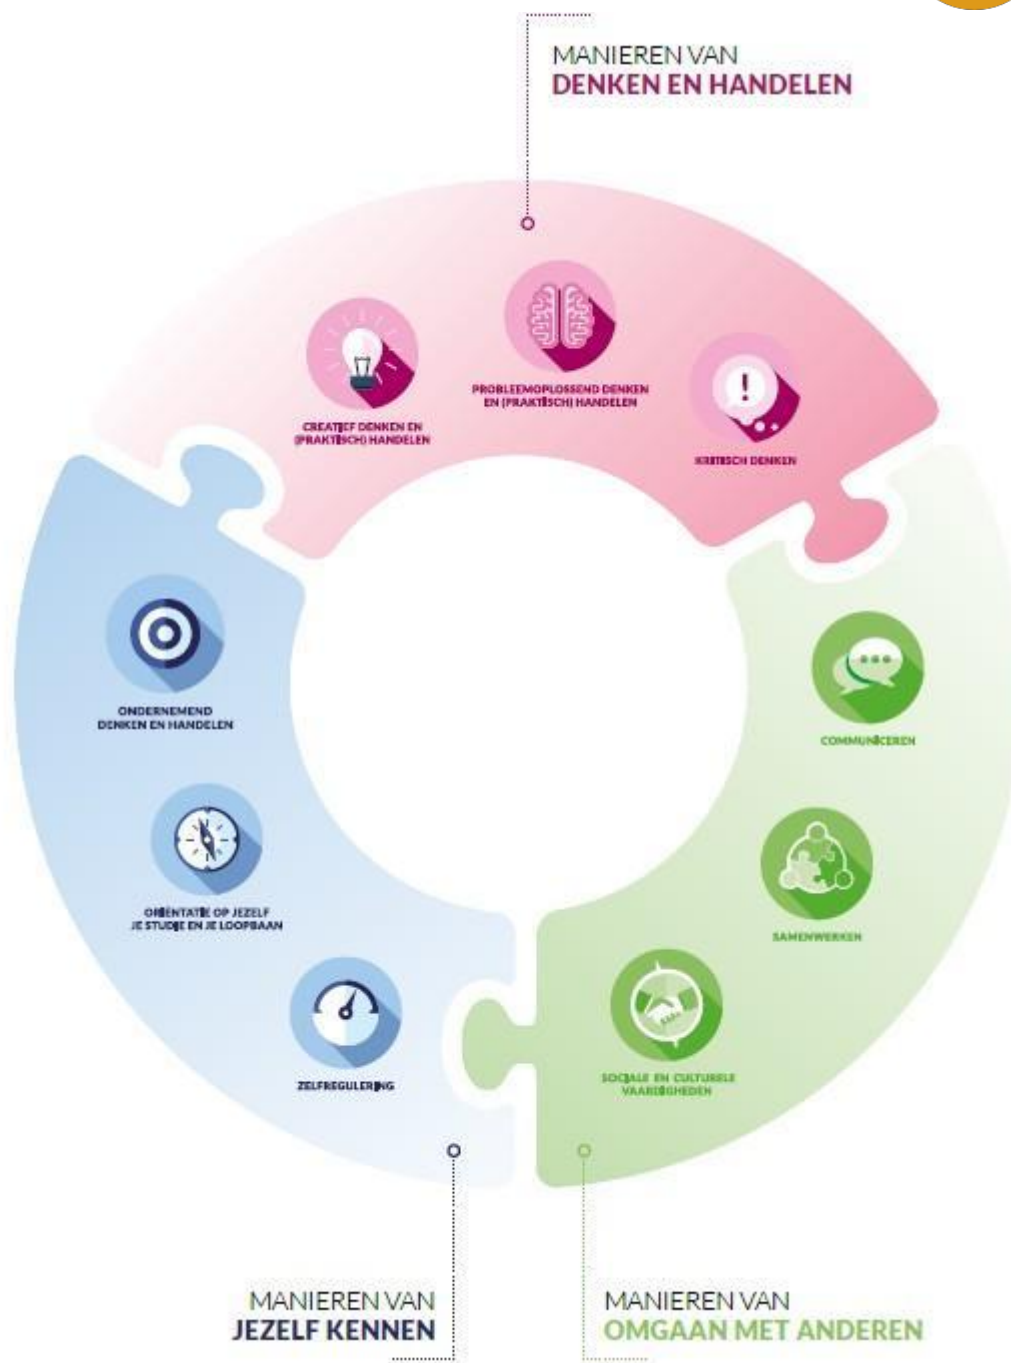 MANIEREN VAN
DENKEN EN HANDELEN
CREATIEF DENKEN EN
(PRAKTISCH) HANDELEN
PROBLEEMOPLOSSEND DENKEN
EN (PRAKTISCH) HANDELEN
KRITISCH DENKEN
ONDERNEMEND
DENKEN EN HANDELEN
ORIËNTATIE OP JEZELF
JE STUDIE EN JE LOOPBAAN
ZELFREGULERING
COMMUNICEREN
SAMENWERKEN
SOCIALE EN CULTURELE
VAARDIGHEDEN
MANIEREN VAN
JEZELF KENNEN
MANIEREN VAN
OMGAAN MET ANDEREN